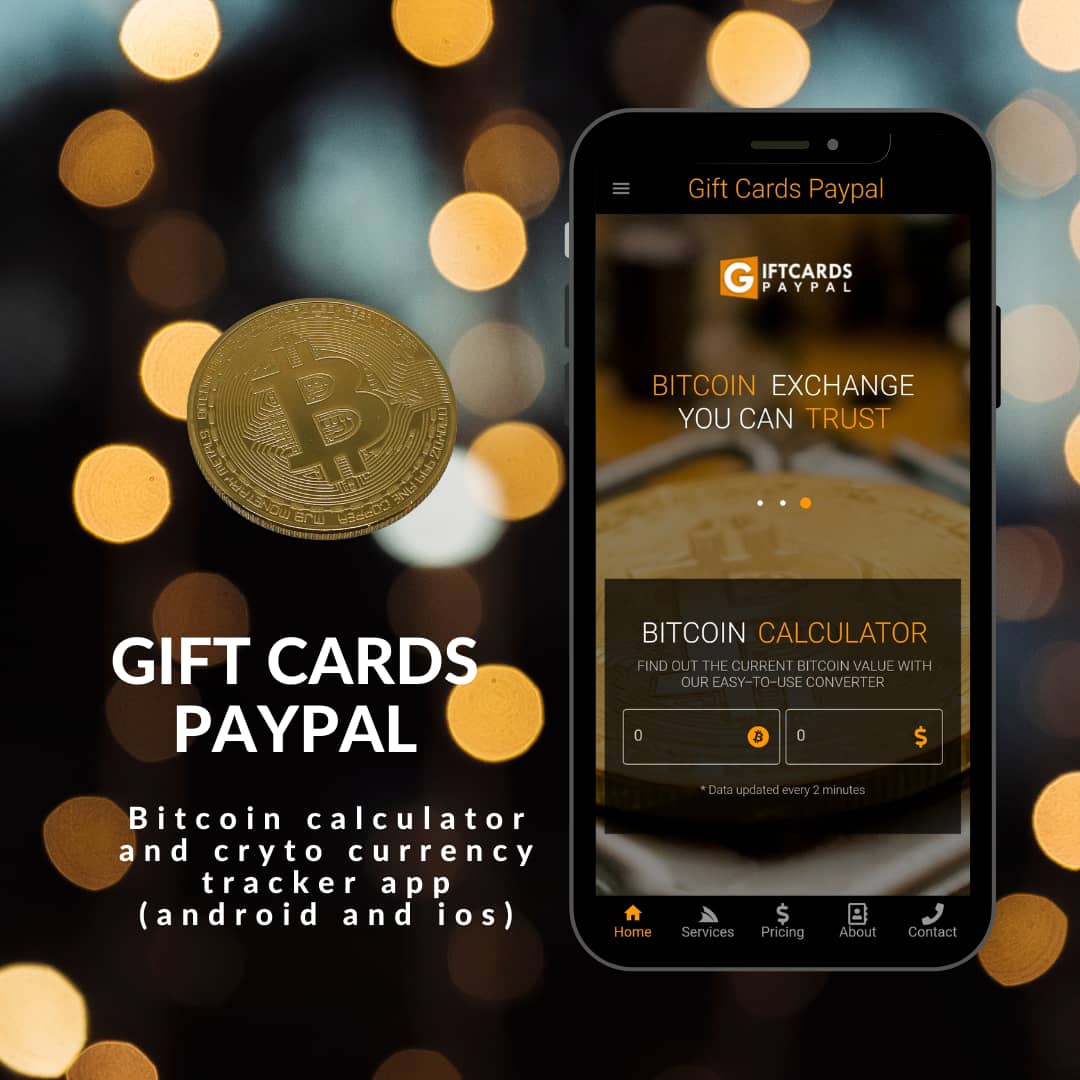 GIFT CARDS
PAYPAL
Bitcoin calculator
and cryto currency
tracker app
(android and ios)
Gift Cards Paypal
GIFTCARDS
PAYPAL
BITCOIN EXCHANGE
YOU CAN TRUST
BITCOIN CALCULATOR
FIND OUT THE CURRENT BITCOIN VALUE WITH
OUR EASY-TO-USE CONVERTER
0 0 $
* Data updated every 2 minutes
Home Services Pricing About Contact